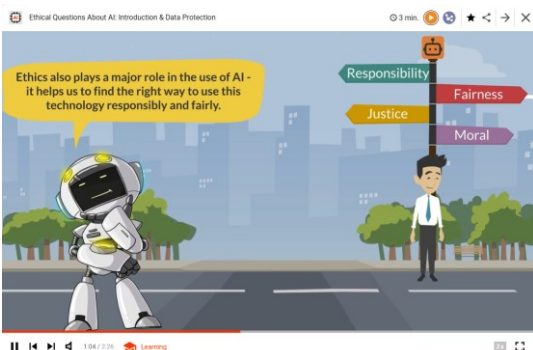 Ethical Questions About AI: Introduction & Data Protection
3 min.
Ethics also plays a major role in the use of AI -
it helps us to find the right way to use this
technology responsibly and fairly.
Responsibility
Fairness
Justice
Moral
1:04 / 2:26
Learning